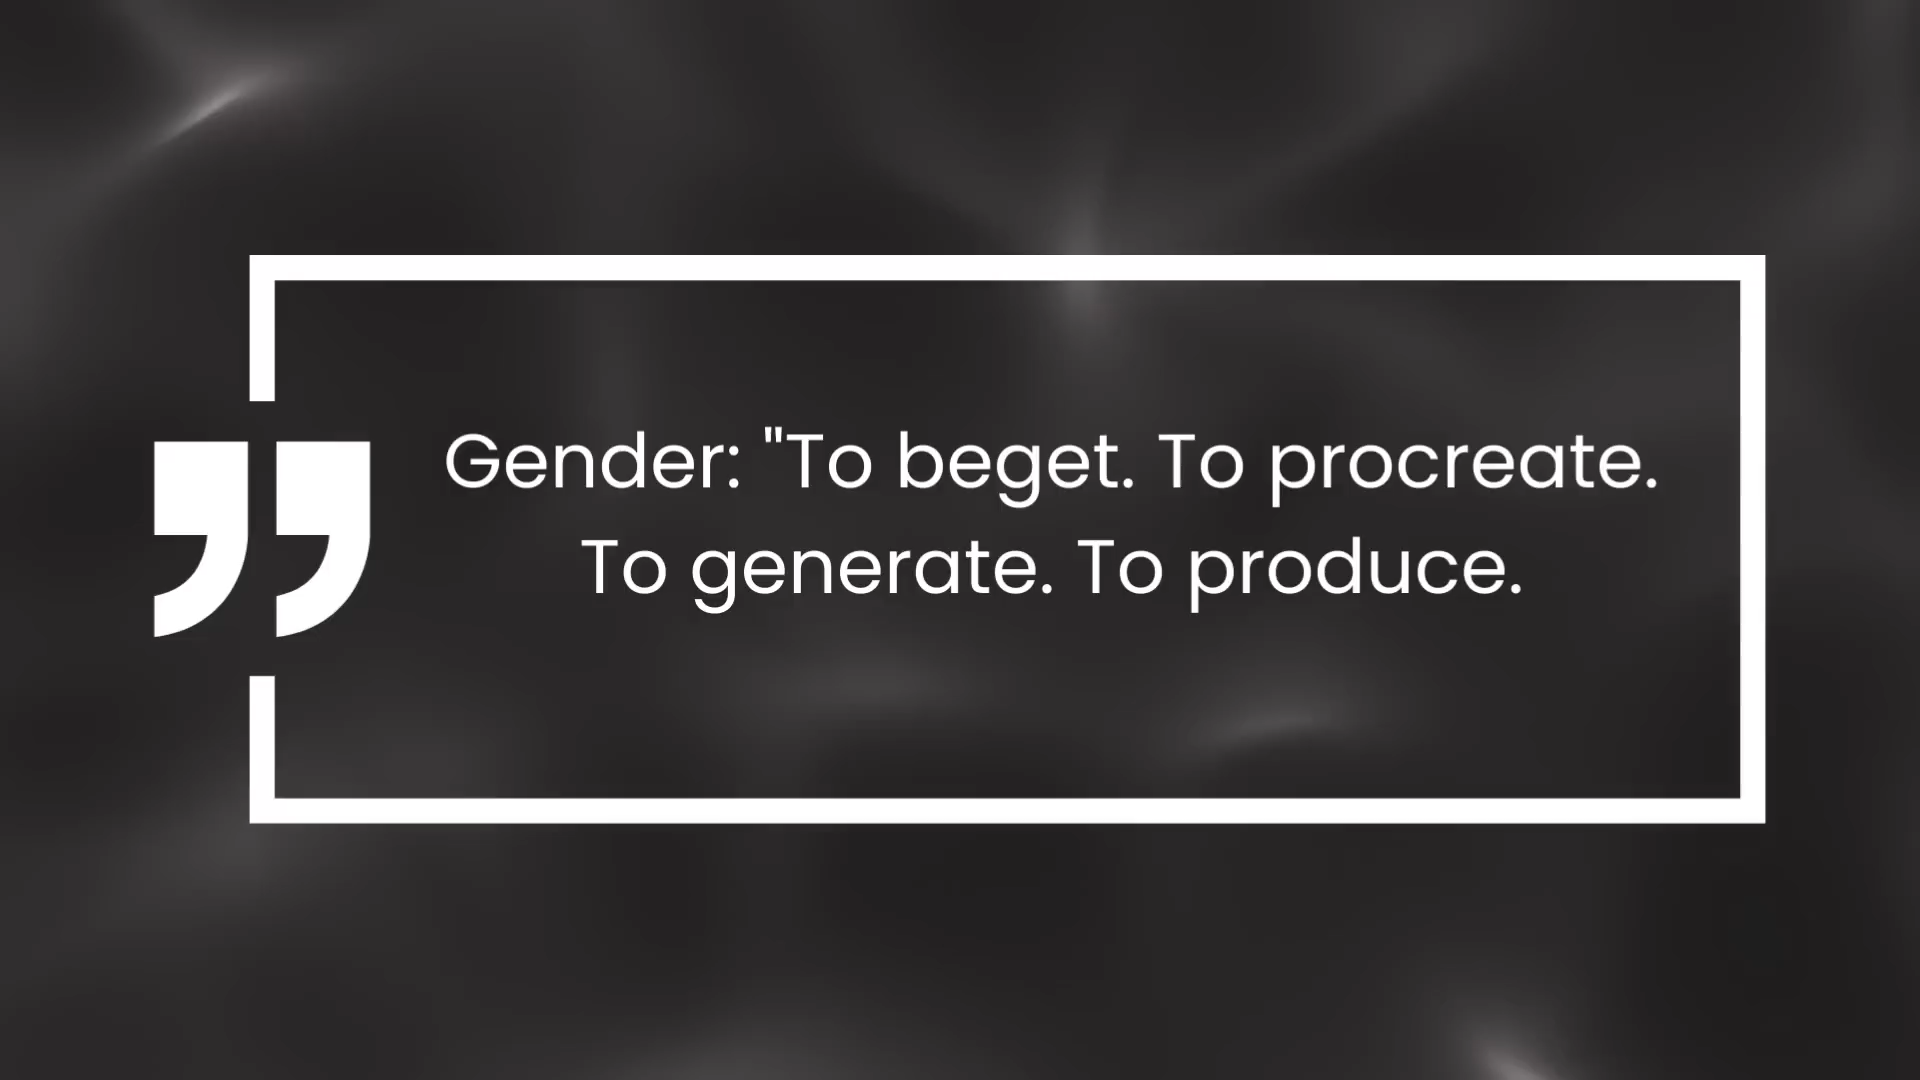 Gender: "To beget. To procreate.
To generate. To produce.